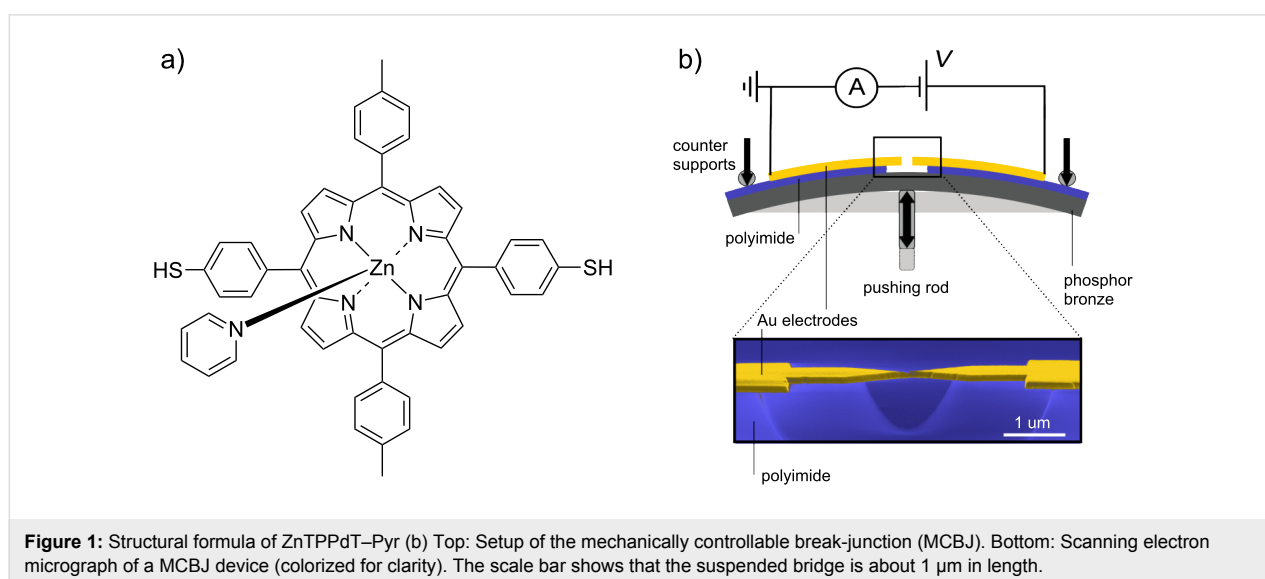 a)
N
N
Zn
HS
SH
N
N
N
b)
V
A
counter
supports
polyimide
pushing rod
phosphor
bronze
Au electrodes
1 um
polyimide
Figure 1: Structural formula of ZnTPPdT–Pyr (b) Top: Setup of the mechanically controllable break-junction (MCBJ). Bottom: Scanning electron
micrograph of a MCBJ device (colorized for clarity). The scale bar shows that the suspended bridge is about 1 μm in length.